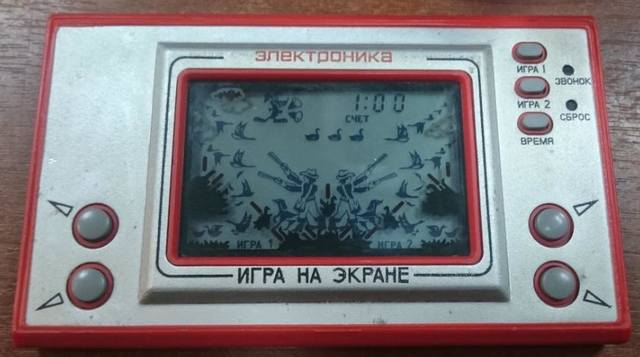 электроника
ИГРА 1
ЗВОНОК
ИГРА 2
СБРОС
ВРЕМЯ
1:00
СЧЕТ
ИГРА 1
ИГРА 2
ИГРА НА ЭКРАНЕ